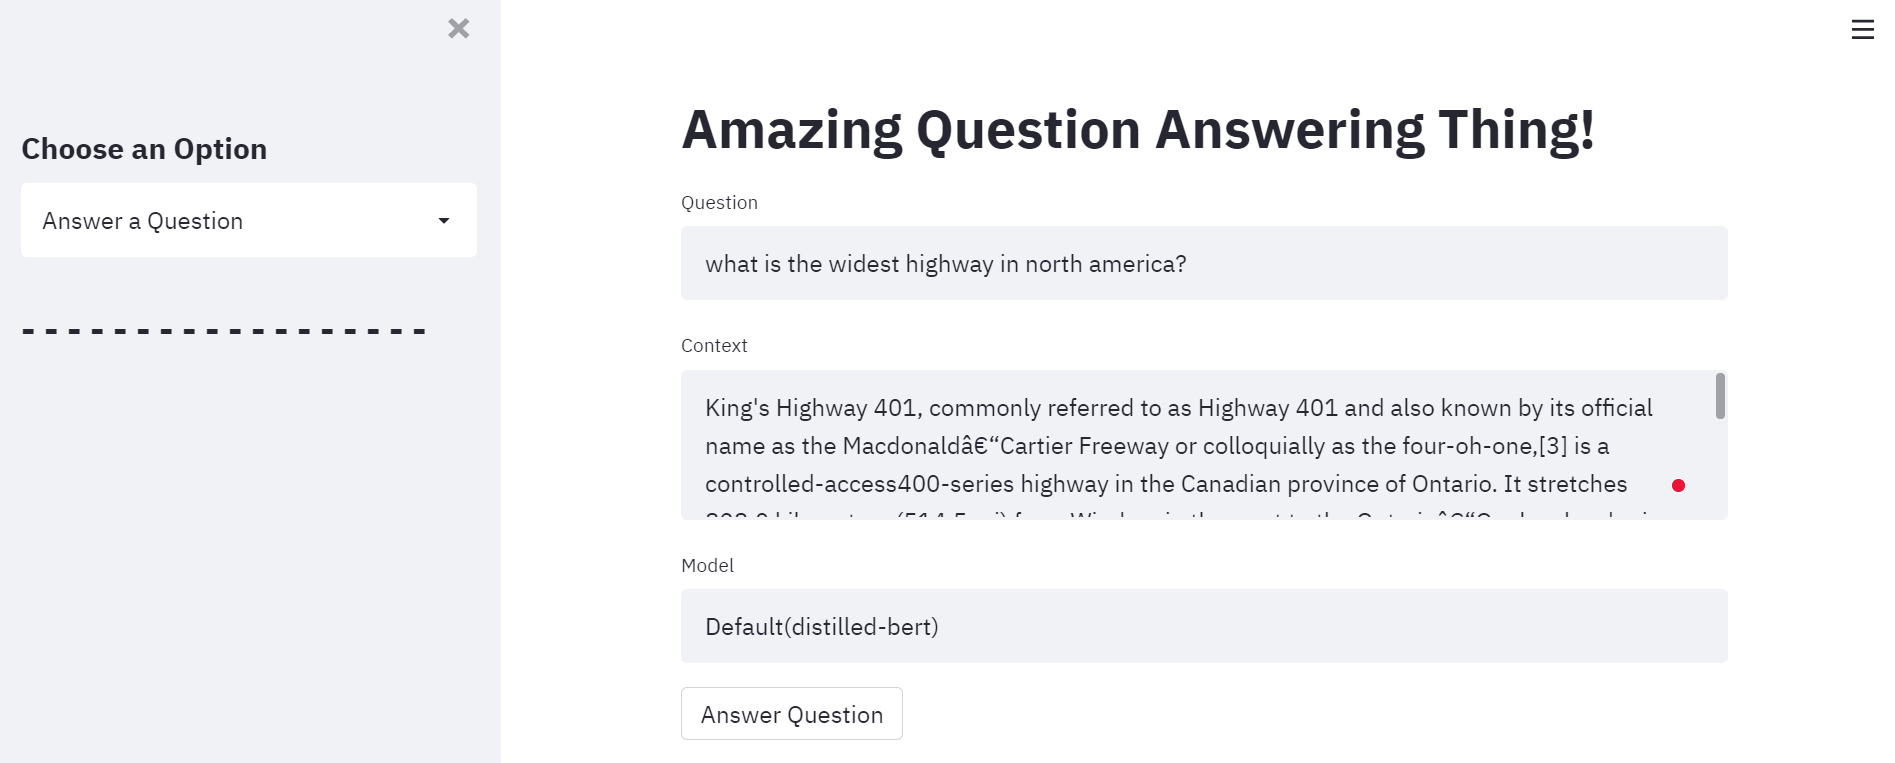 Choose an Option
Answer a Question
------------------
Amazing Question Answering Thing!
Question
what is the widest highway in north america?
Context
King's Highway 401, commonly referred to as Highway 401 and also known by its official
name as the Macdonaldâ€“Cartier Freeway or colloquially as the four-oh-one,[3] is a
controlled-access400-series highway in the Canadian province of Ontario. It stretches
Model
Default(distilled-bert)
Answer Question